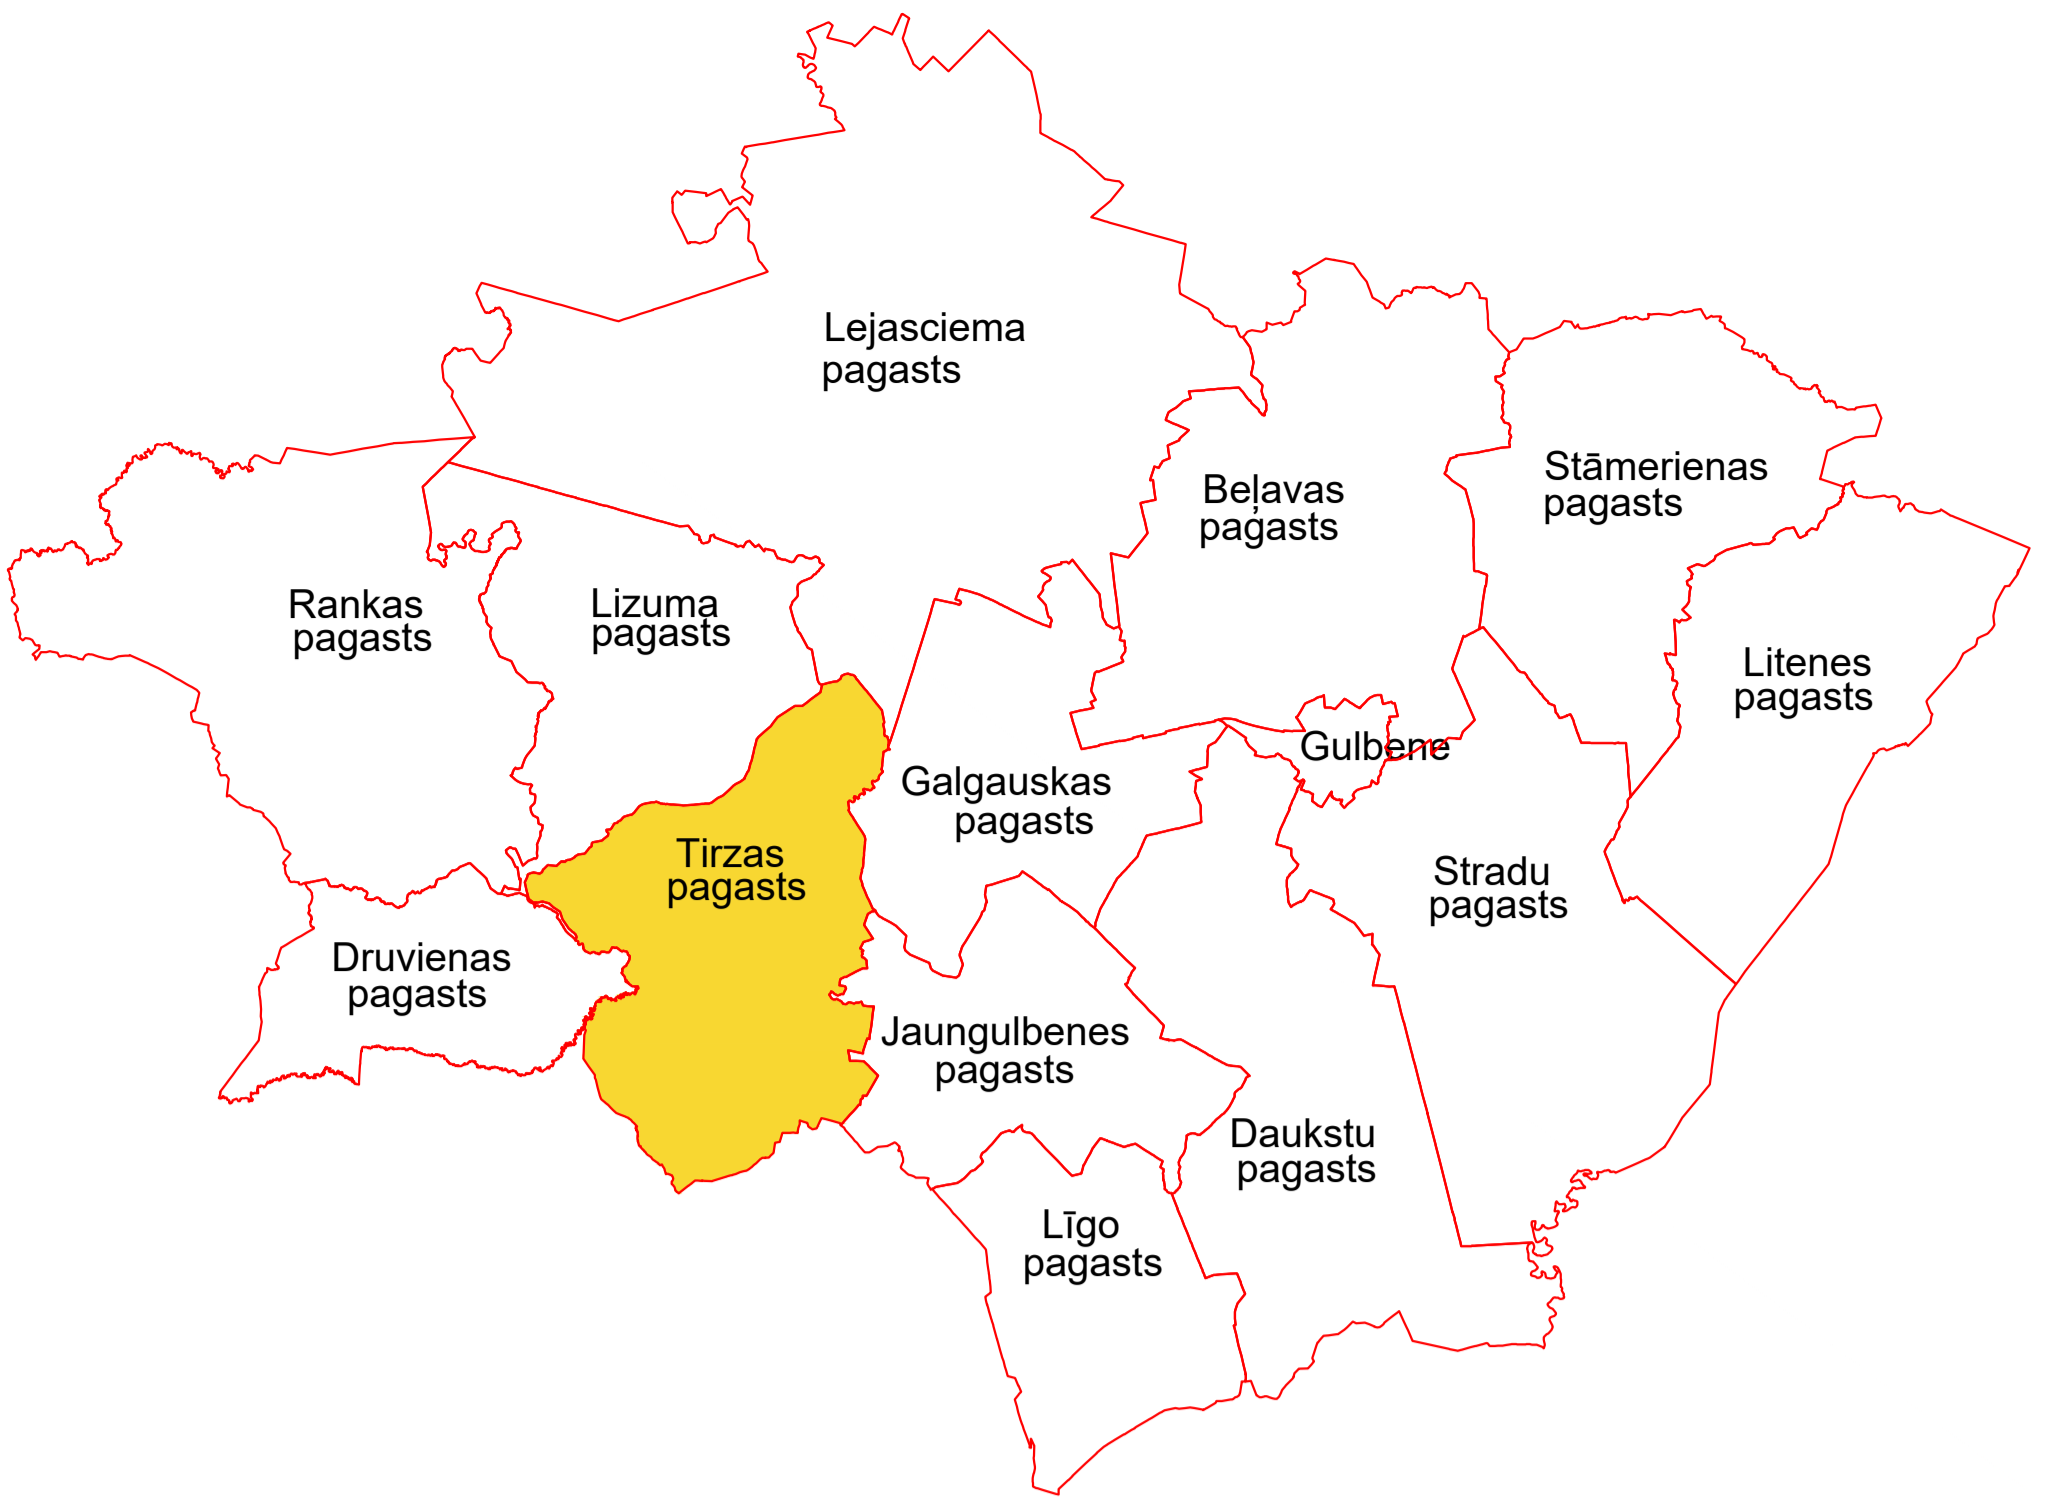 Lejasciema
pagasts
Beļavas
pagasts
Stāmerienas
pagasts
Rankas
pagasts
Lizuma
pagasts
Litenes
pagasts
Gulbene
Galgauskas
pagasts
Tirzas
pagasts
Stradu
pagasts
Druvienas
pagasts
Jaungulbenes
pagasts
Daukstu
pagasts
Līgo
pagasts